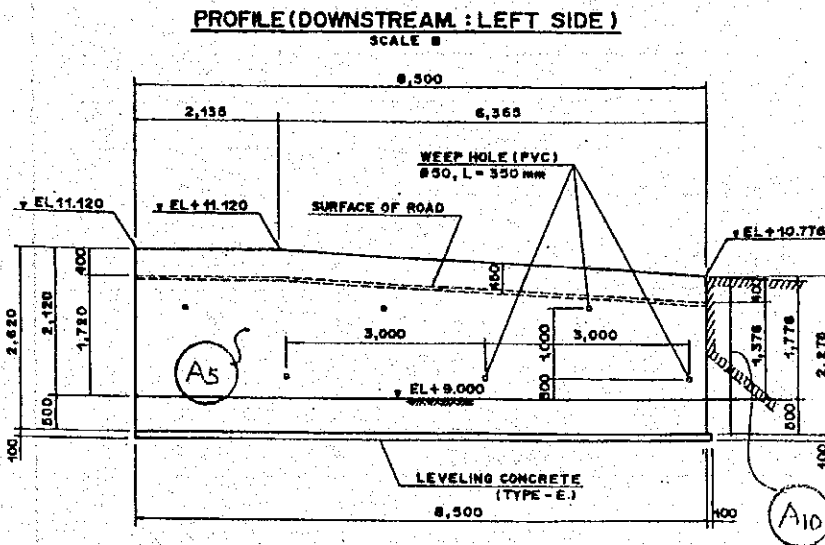 PROFILE(DOWNSTREAM : LEFT SIDE)
SCALE B
8,500
2,135
6,365
WEEP HOLE (PVC)
ø50, L = 350 mm
EL 11.120
EL+11.120
SURFACE OF ROAD
EL+10.776
400
2,620
2,120
1,720
500
100
3,000
3,000
1,000
500
A5
EL+9.000
1,376
1,776
2,276
500
100
LEVELING CONCRETE
(TYPE-E.)
8,500
100
A10